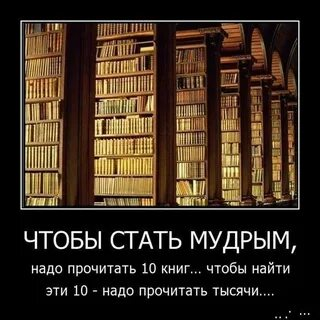 ЧТОБЫ СТАТЬ МУДРЫМ,
надо прочитать 10 книг... чтобы найти
эти 10 - надо прочитать тысячи....